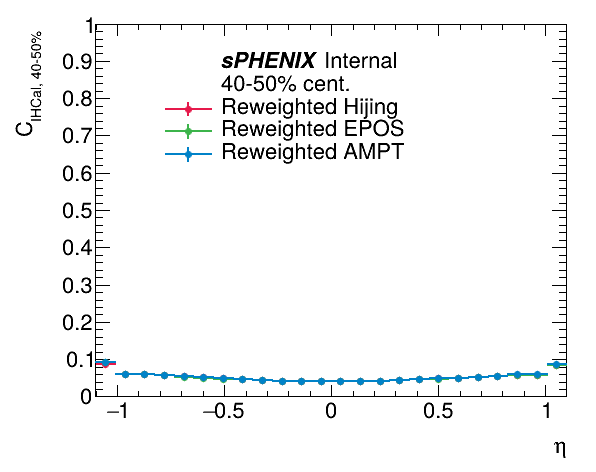 1
0.9
0.8
0.7
0.6
0.5
0.4
0.3
0.2
0.1
0
C_IHCal, 40-50%
sPHENIX Internal
40-50% cent.
Reweighted Hijing
Reweighted EPOS
Reweighted AMPT
−1
−0.5
0
0.5
1
η